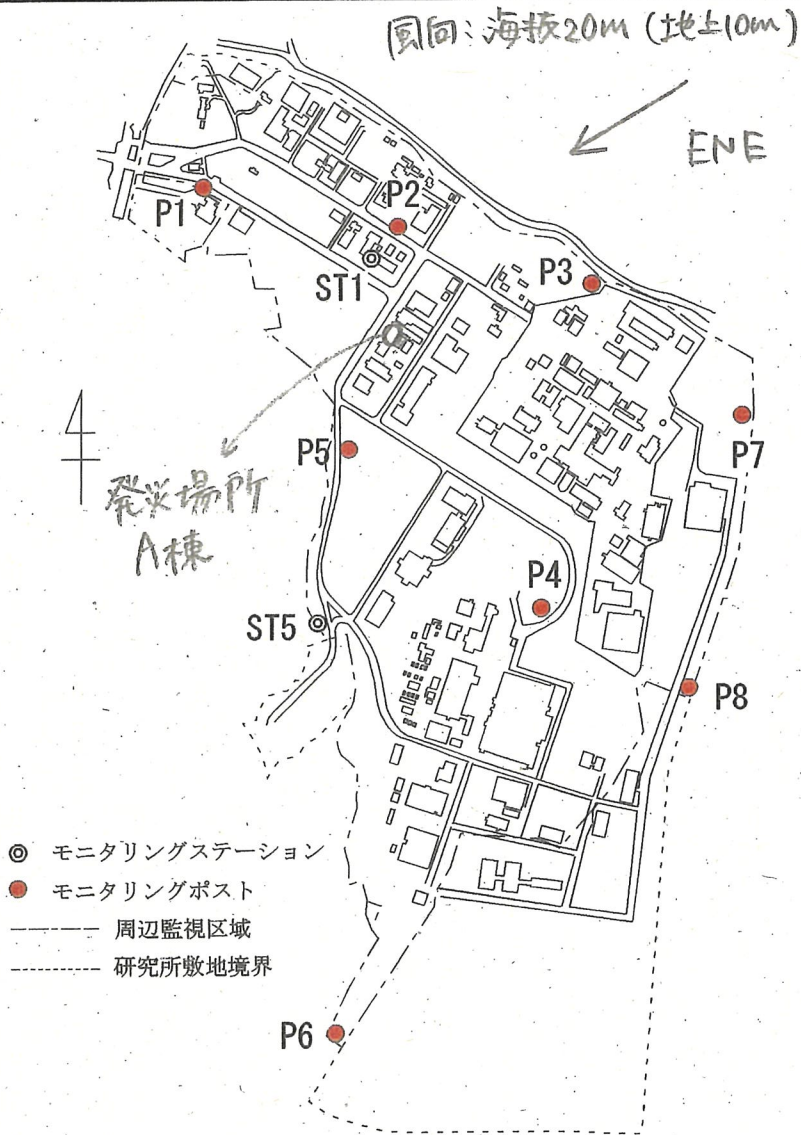 風向：海抜20m (地上10m)
ENE
P1
P2
ST1
P3
P7
P5
発災場所
A棟
P4
ST5
P8
モニタリングステーション
モニタリングポスト
周辺監視区域
研究所敷地境界
P6